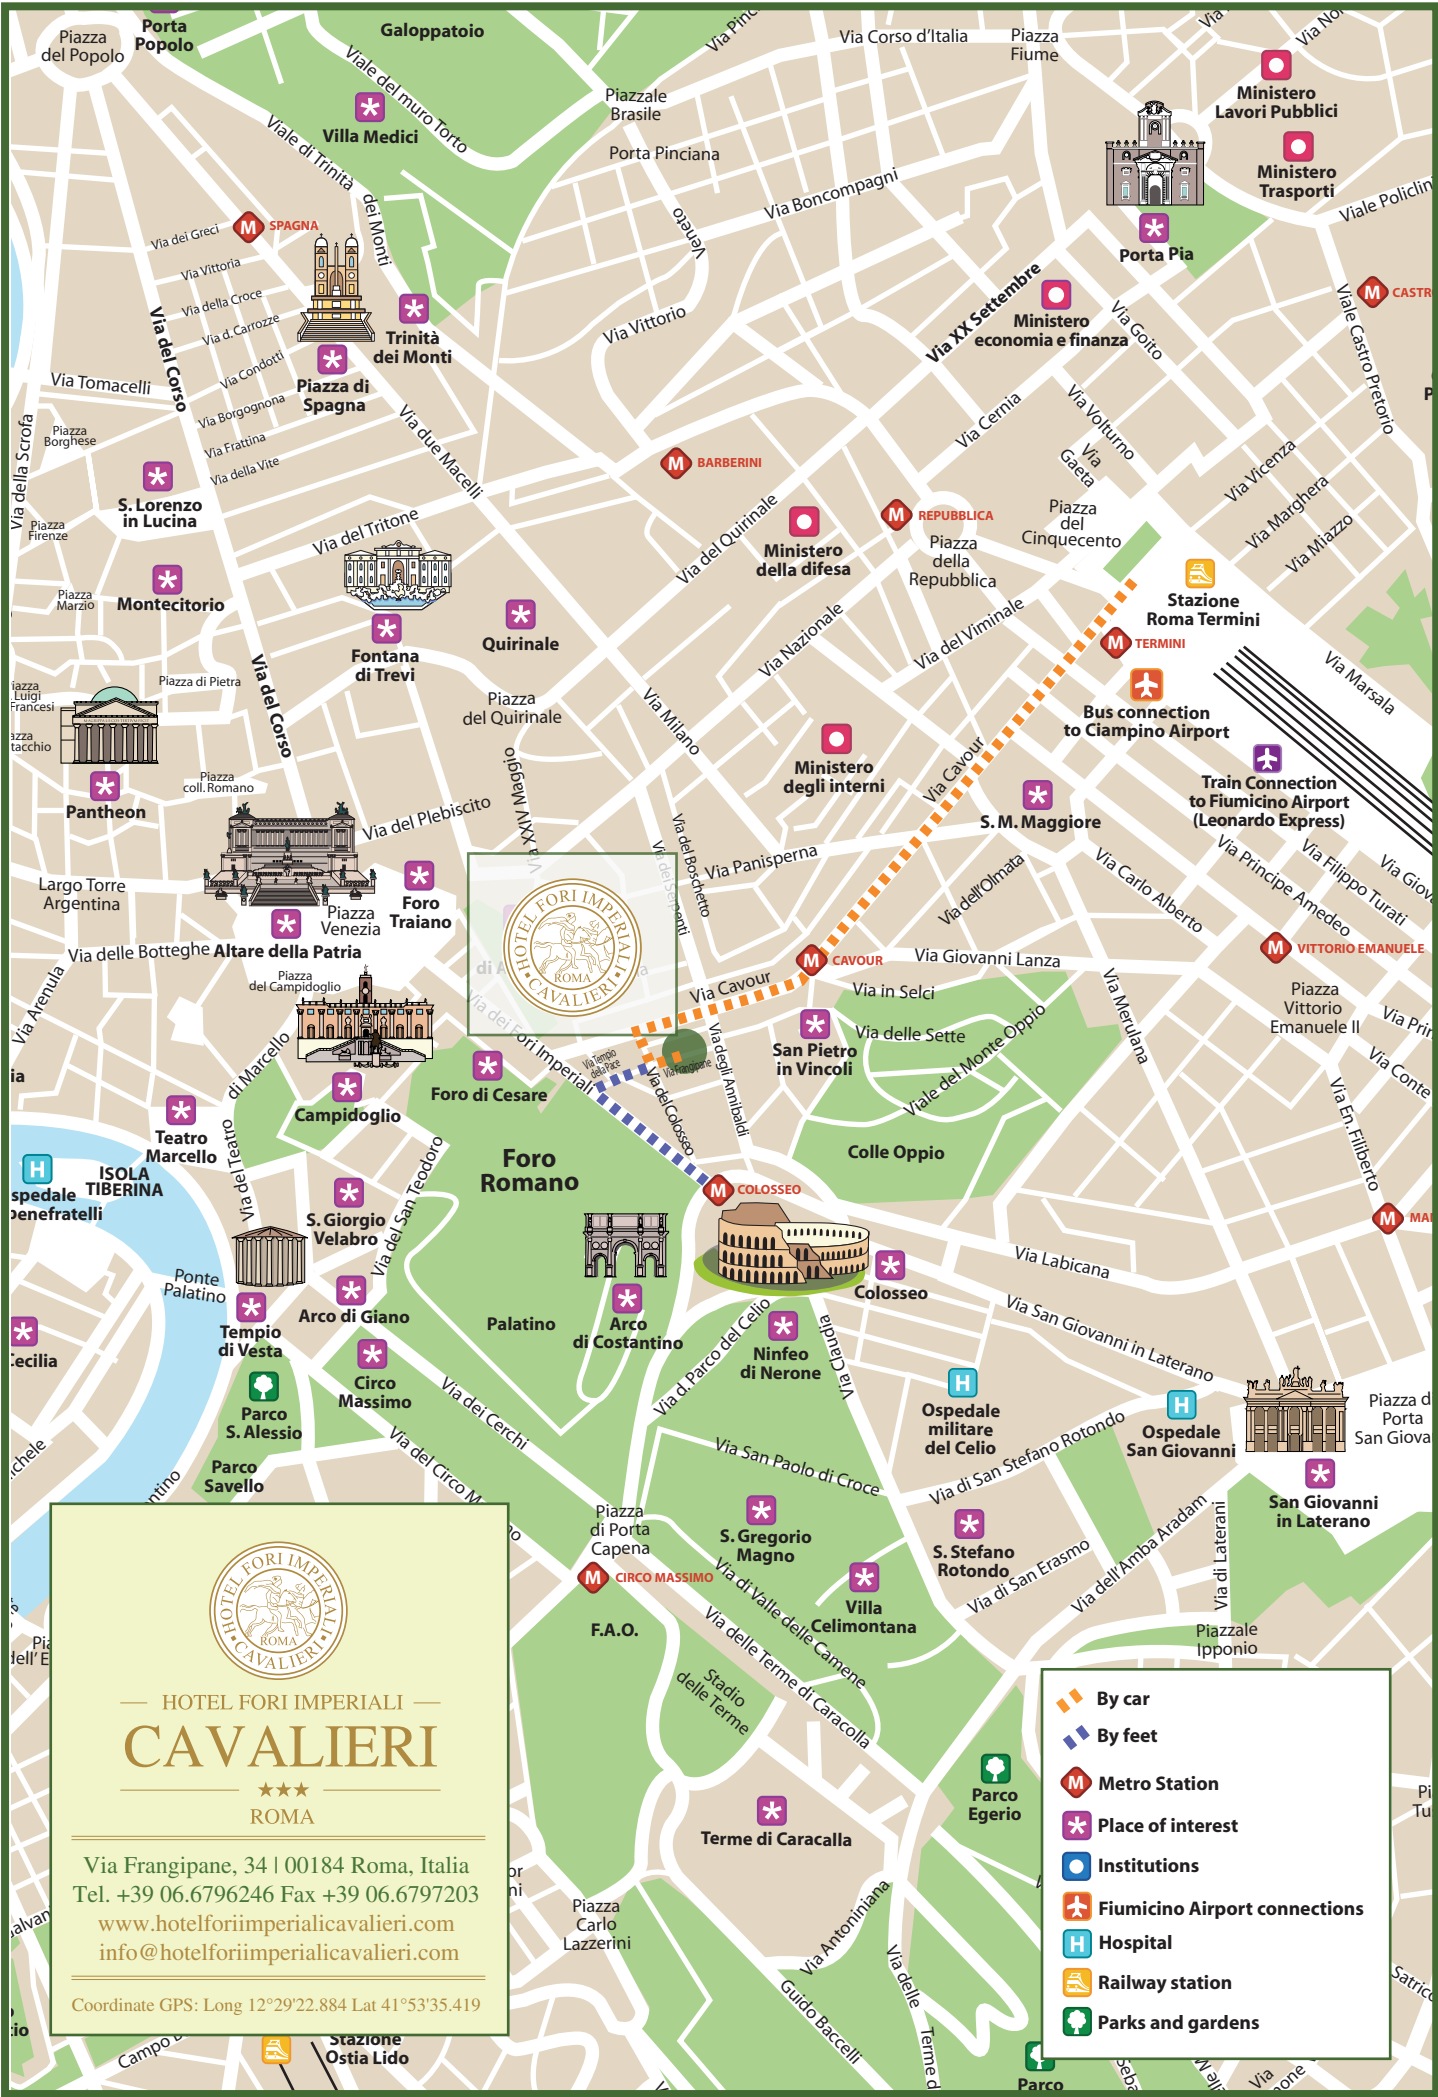 Piazza
del Popolo
Porta
Popolo
Galoppatoio
Via Corso d'Italia
Piazza
Fiume
Ministero
Lavori Pubblici
Ministero
Trasporti
Viale del muro Torto
Villa Medici
Piazzale
Brasile
Porta Pinciana
Viale di Trinità
dei Monti
Via Boncompagni
Veneto
Porta Pia
Via dei Greci
SPAGNA
Via Vittoria
Via della Croce
Via d. Carrozze
Via Condotti
Via Borgognona
Via Frattina
Via della Vite
Via del Corso
Via Tomacelli
Trinità
dei Monti
Piazza di
Spagna
Via Vittorio
Via XX Settembre
Ministero
economia e finanza
Via Goito
Viale Castro Pretorio
Via della Scrofa
Piazza
Borghese
S. Lorenzo
in Lucina
Piazza
Firenze
Via due Macelli
BARBERINI
Via Cernia
Via Volturno
Via
Gaeta
Via Vicenza
Via Marghera
Via Miazzo
Via del Tritone
Via del Quirinale
Ministero
della difesa
REPUBBLICA
Piazza
della
Repubblica
Piazza
del
Cinquecento
Stazione
Roma Termini
TERMINI
Piazza
Marzio
Montecitorio
Fontana
di Trevi
Quirinale
Via Nazionale
Via del Viminale
Via Marsala
Bus connection
to Ciampino Airport
Train Connection
to Fiumicino Airport
(Leonardo Express)
Piazza di Pietra
Via del Corso
Piazza
del Quirinale
Via Milano
Ministero
degli interni
Via Cavour
S. M. Maggiore
Pantheon
Piazza
coll. Romano
Via del Plebiscito
Via XXIV Maggio
Via del Boschetto
Via dei Serpenti
Via Panisperna
Via dell'Olmata
Via Carlo Alberto
Via Principe Amedeo
Via Filippo Turati
Largo Torre
Argentina
Foro
Traiano
Piazza
Venezia
Altare della Patria
Via delle Botteghe
HOTEL FORI IMPERIALI
ROMA
CAVALIERI
CAVOUR
Via Giovanni Lanza
VITTORIO EMANUELE
Piazza
Vittorio
Emanuele II
Via Arenula
Piazza
del Campidoglio
Via dei Fori Imperiali
Via Cavour
Via in Selci
Via delle Sette
Viale del Monte Oppio
Via Merulana
San Pietro
in Vincoli
Via Tempio
della Pace
Via Frangipane
Via del Colosseo
Via degli Annibaldi
Via Conte
Via En. Filiberto
di Marcello
Campidoglio
Foro di Cesare
Teatro
Marcello
Via del Teatro
Foro
Romano
Colle Oppio
ISOLA
TIBERINA
S. Giorgio
Velabro
Via del San Teodoro
COLOSSEO
Via Labicana
Colosseo
Ponte
Palatino
Tempio
di Vesta
Arco di Giano
Palatino
Arco
di Costantino
Via d. Parco del Celio
Ninfeo
di Nerone
Via Claudia
Via San Giovanni in Laterano
Circo
Massimo
Parco
S. Alessio
Parco
Savello
Via dei Cerchi
Ospedale
militare
del Celio
Ospedale
San Giovanni
Via di San Stefano Rotondo
San Giovanni
in Laterano
Via San Paolo di Croce
Piazza
di Porta
Capena
CIRCO MASSIMO
S. Gregorio
Magno
S. Stefano
Rotondo
Via di San Erasmo
Via dell'Amba Aradam
Via di Laterani
Villa
Celimontana
Via di Valle delle Camene
Via delle Terme di Caracolla
F.A.O.
Stadio
delle Terme
Piazzale
Ipponio
HOTEL FORI IMPERIALI
ROMA
CAVALIERI
HOTEL FORI IMPERIALI
CAVALIERI
ROMA
Via Frangipane, 34 | 00184 Roma, Italia
Tel. +39 06.6796246 Fax +39 06.6797203
www.hotelforiimperialicavalieri.com
info@hotelforiimperialicavalieri.com
Coordinate GPS: Long 12°29'22.884 Lat 41°53'35.419
Terme di Caracalla
Parco
Egerio
Piazza
Carlo
Lazzerini
Via Antoniniana
Guido Baccelli
Via delle
Stazione
Ostia Lido
Parco
By car
By feet
M Metro Station
Place of interest
Institutions
Fiumicino Airport connections
H Hospital
Railway station
Parks and gardens